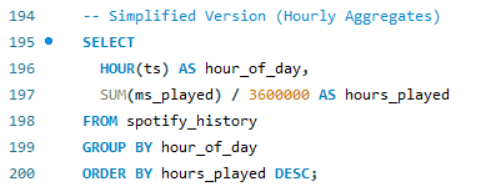 194 -- Simplified Version (Hourly Aggregates)
195 SELECT
196 HOUR(ts) AS hour_of_day,
197 SUM(ms_played) / 3600000 AS hours_played
198 FROM spotify_history
199 GROUP BY hour_of_day
200 ORDER BY hours_played DESC;